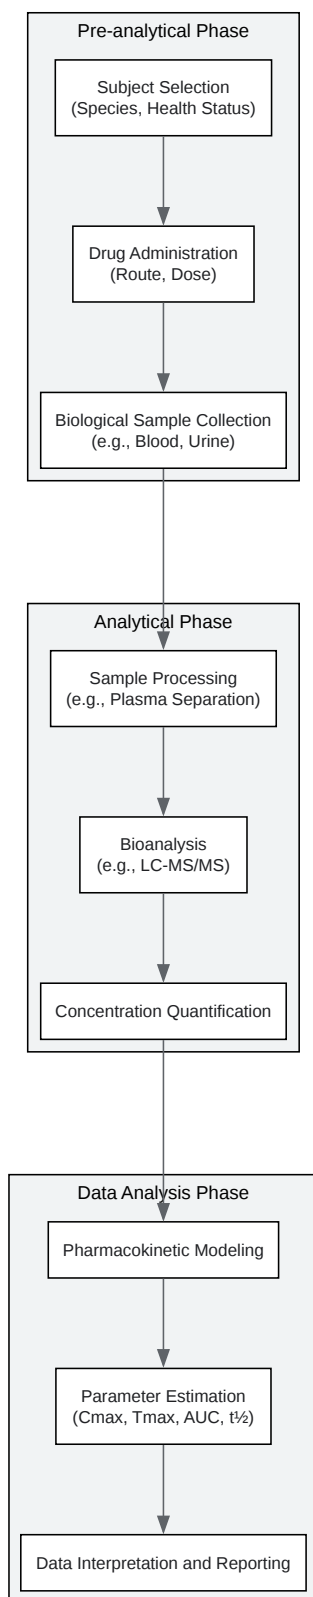 Pre-analytical Phase
Subject Selection
(Species, Health Status)
Drug Administration
(Route, Dose)
Biological Sample Collection
(e.g., Blood, Urine)
Analytical Phase
Sample Processing
(e.g., Plasma Separation)
Bioanalysis
(e.g., LC-MS/MS)
Concentration Quantification
Data Analysis Phase
Pharmacokinetic Modeling
Parameter Estimation
(Cmax, Tmax, AUC, t½)
Data Interpretation and Reporting